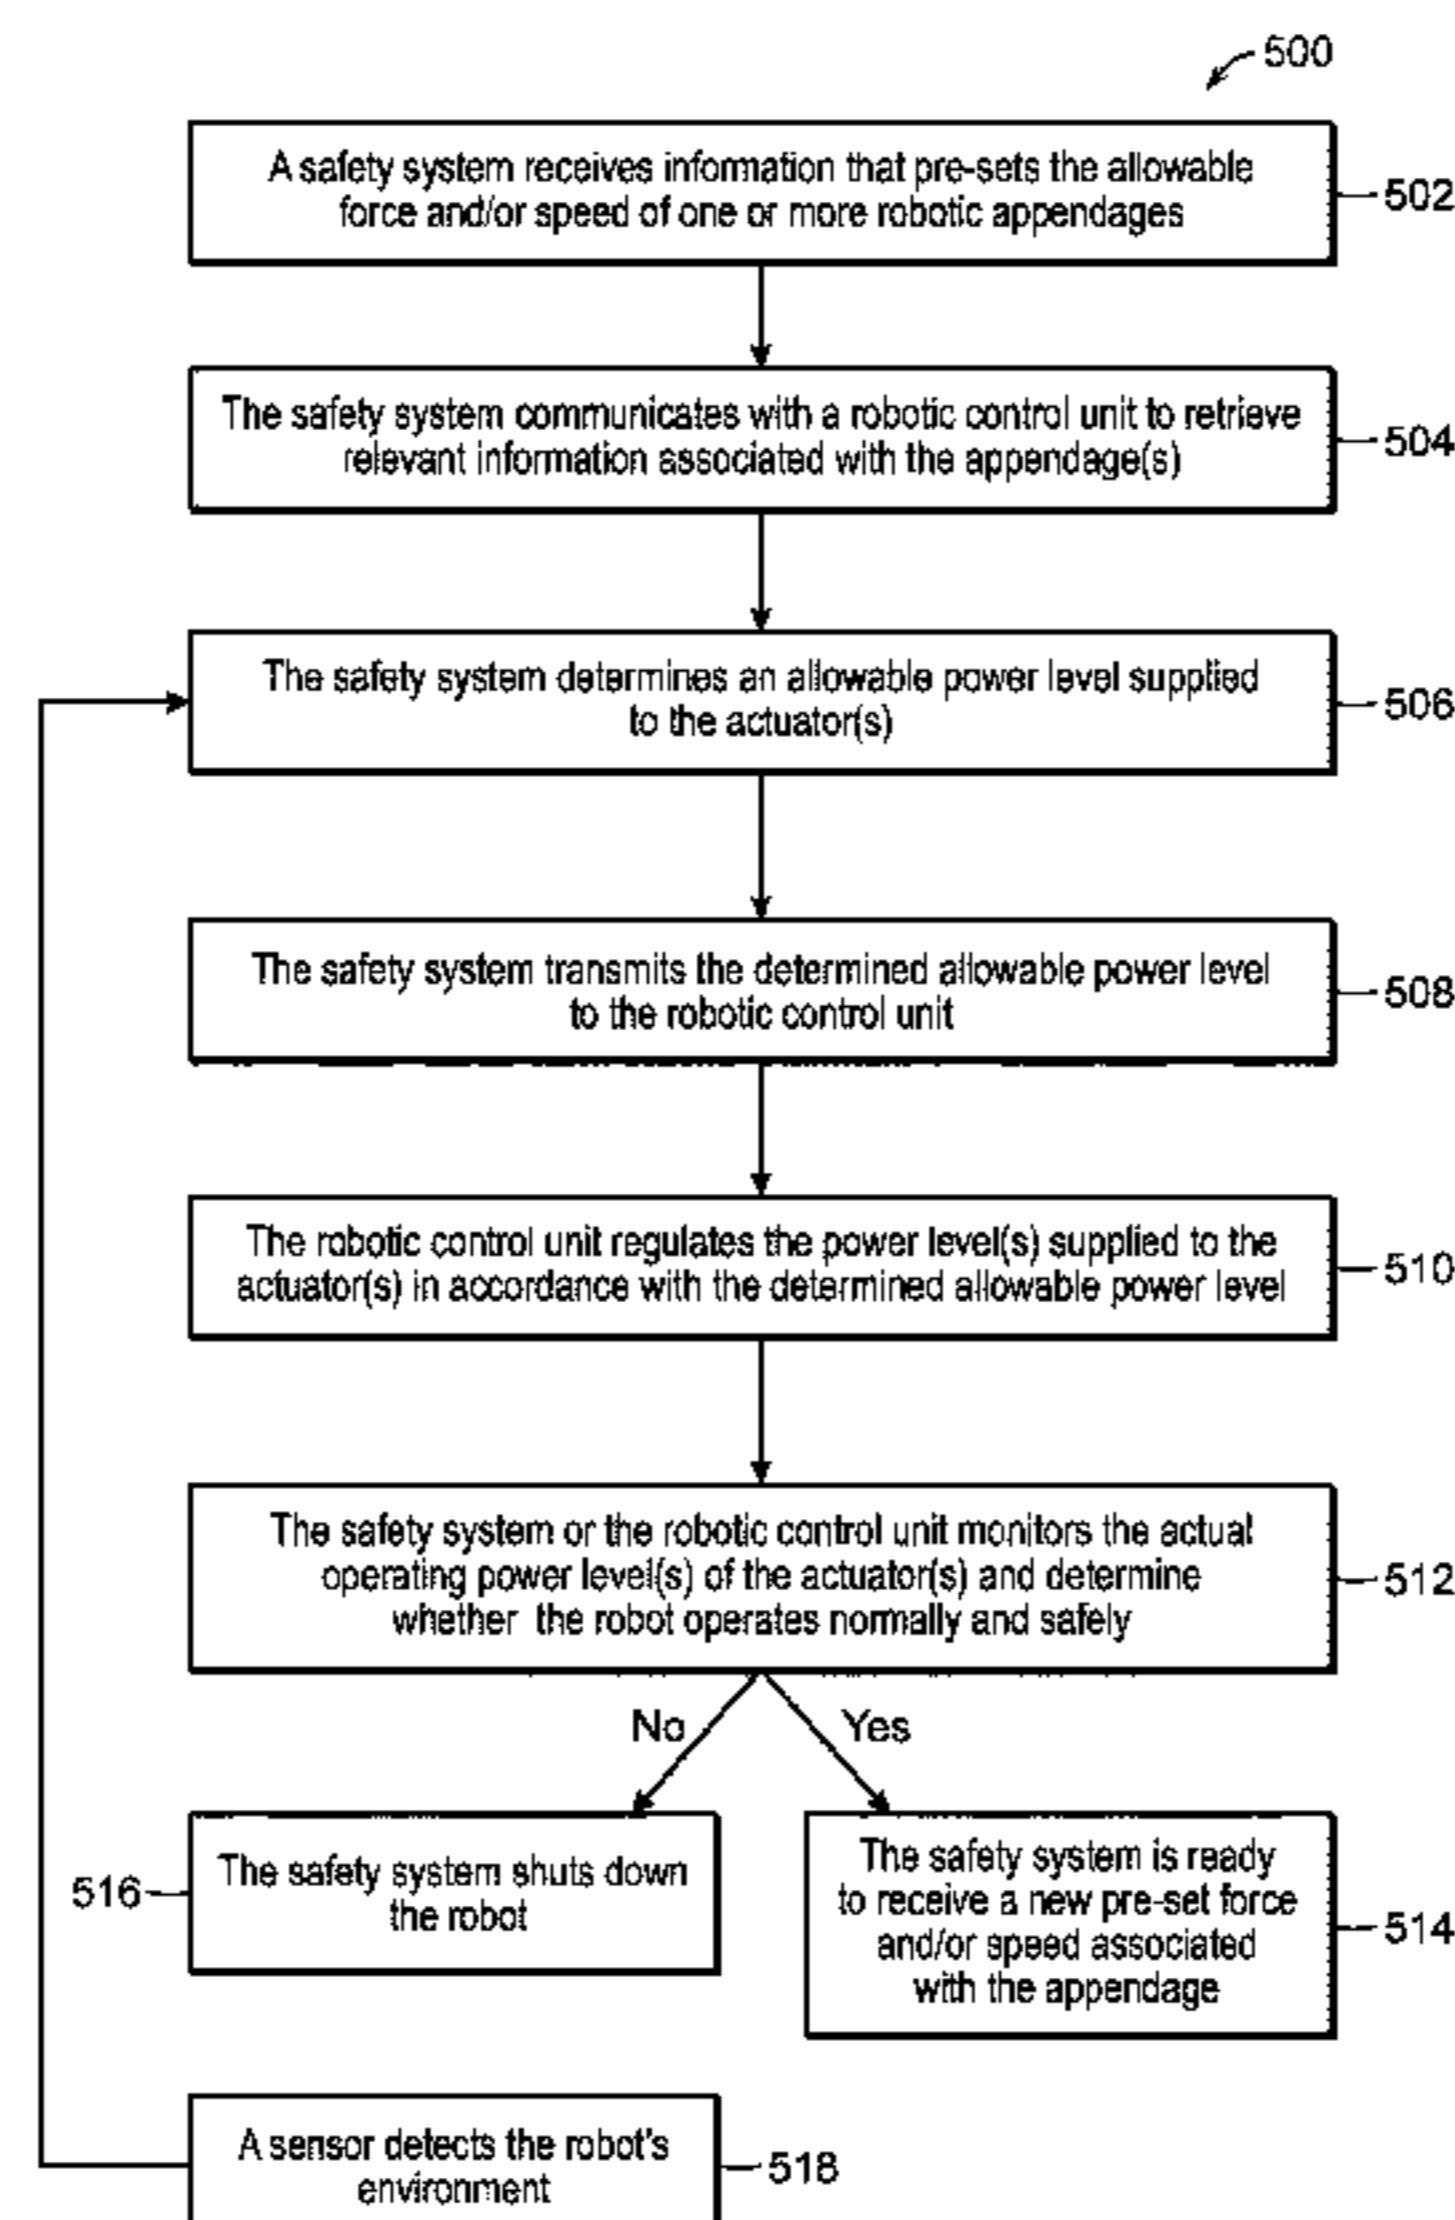 500
A safety system receives information that pre-sets the allowable
force and/or speed of one or more robotic appendages
502
The safety system communicates with a robotic control unit to retrieve
relevant information associated with the appendage(s)
504
The safety system determines an allowable power level supplied
to the actuator(s)
506
The safety system transmits the determined allowable power level
to the robotic control unit
508
The robotic control unit regulates the power level(s) supplied to the
actuator(s) in accordance with the determined allowable power level
510
The safety system or the robotic control unit monitors the actual
operating power level(s) of the actuator(s) and determine
whether the robot operates normally and safely
512
No
Yes
516
The safety system shuts down
the robot
The safety system is ready
to receive a new pre-set force
and/or speed associated
with the appendage
514
A sensor detects the robot's
environment
518